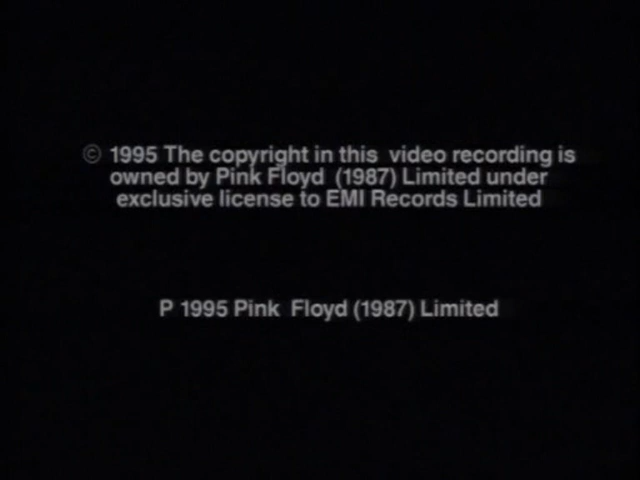 © 1995 The copyright in this video recording is
owned by Pink Floyd (1987) Limited under
exclusive license to EMI Records Limited
P 1995 Pink Floyd (1987) Limited